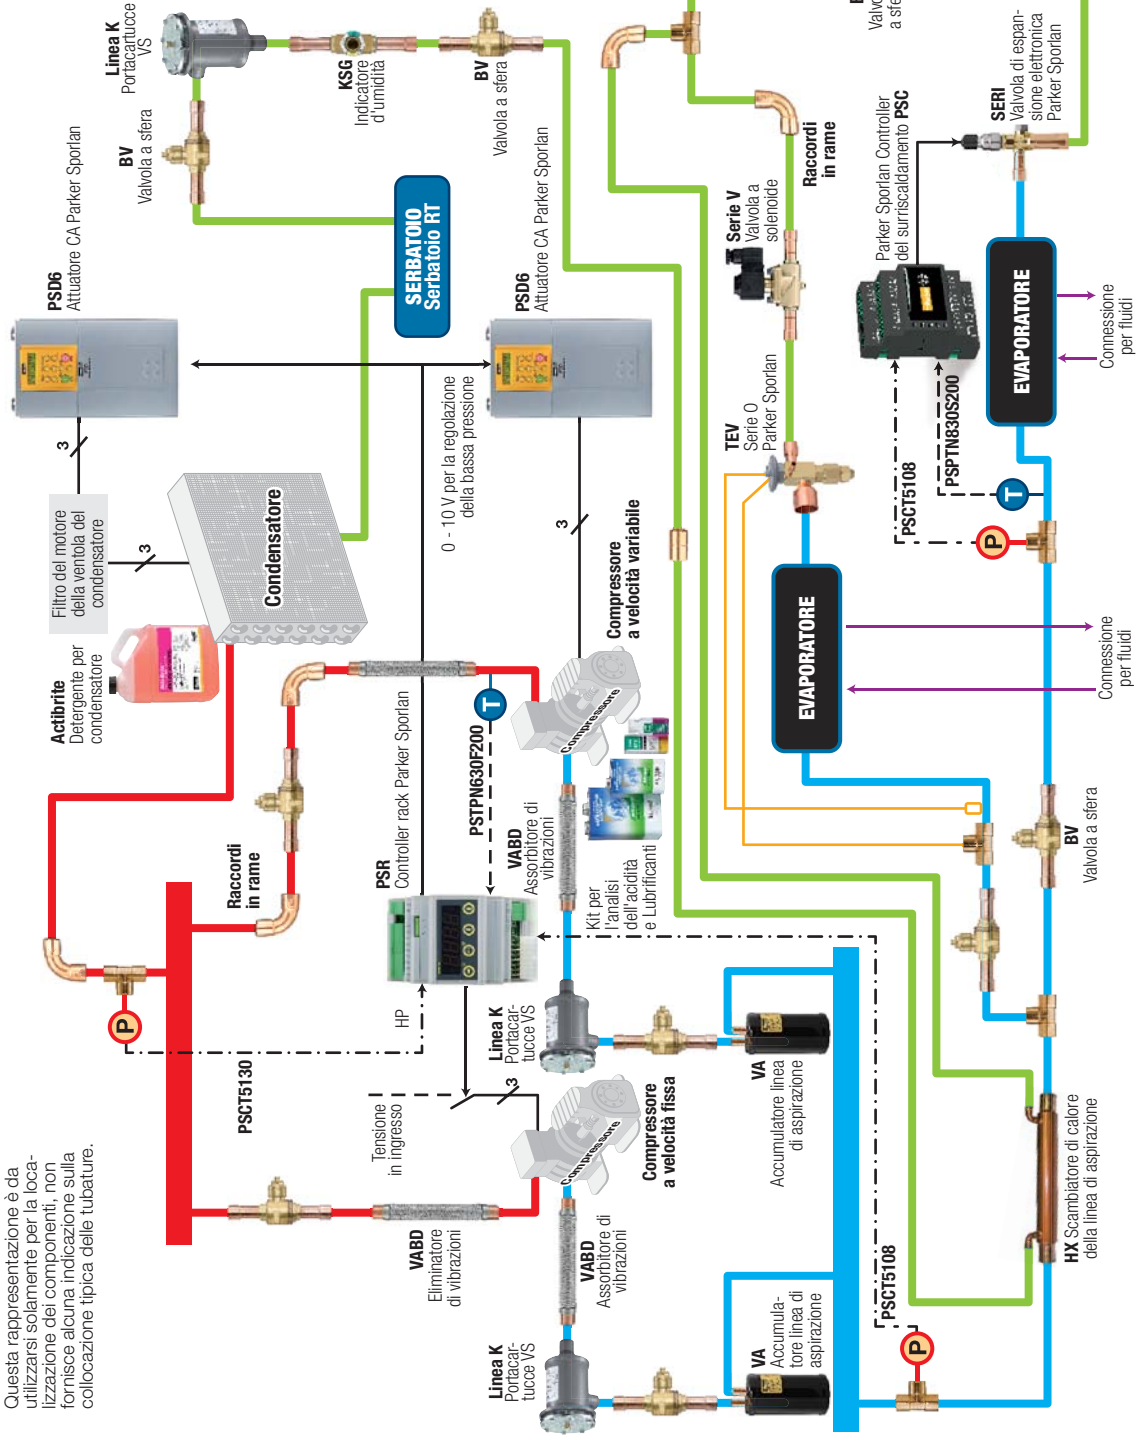 Questa rappresentazione è da
utilizzarsi solamente per la loca-
lizzazione dei componenti, non
fornisce alcuna indicazione sulla
collocazione tipica delle tubature.
Linea K
Portacartucce
VS
BV
Valvola a sfera
KSG
Indicatore
d'umidità
BV
Valvola a sfera
Valvo
a sfe
PSD6
Attuatore CA Parker Sporlan
SERBATOIO
Serbatoio RT
PSD6
Attuatore CA Parker Sporlan
Raccordi
in rame
Serie V
Valvola a
solenoide
SERI
Valvola di espan-
sione elettronica
Parker Sporlan
Parker Sporlan Controller
del surriscaldamento PSC
3
Filtro del motore
della ventola del
condensatore
3
Condensatore
0 - 10 V per la regolazione
della bassa pressione
3
TEV
Serie O
Parker Sporlan
PSCT5108
PSPTN830S200
EVAPORATORE
Connessione
per fluidi
T
P
Actibrite
Detergente per
condensatore
Compressore
a velocità variabile
Compressore
T
PSTPN630F200
EVAPORATORE
Connessione
per fluidi
Raccordi
in rame
PSR
Controller rack Parker Sporlan
VABD
Assorbitore di
vibrazioni
Kit per
l'analisi
dell'acidità
e Lubrificanti
BV
Valvola a sfera
P
HP
PSCT5130
Tensione
in ingresso
3
Linea K
Portacar-
tucce VS
VA
Accumulatore linea
di aspirazione
Compressore
Compressore
a velocità fissa
VABD
Eliminatore
di vibrazioni
VABD
Assorbitore di
vibrazioni
HX Scambiatore di calore
della linea di aspirazione
PSCT5108
Linea K
Portacar-
tucce VS
VA
Accumula-
tore linea di
aspirazione
P